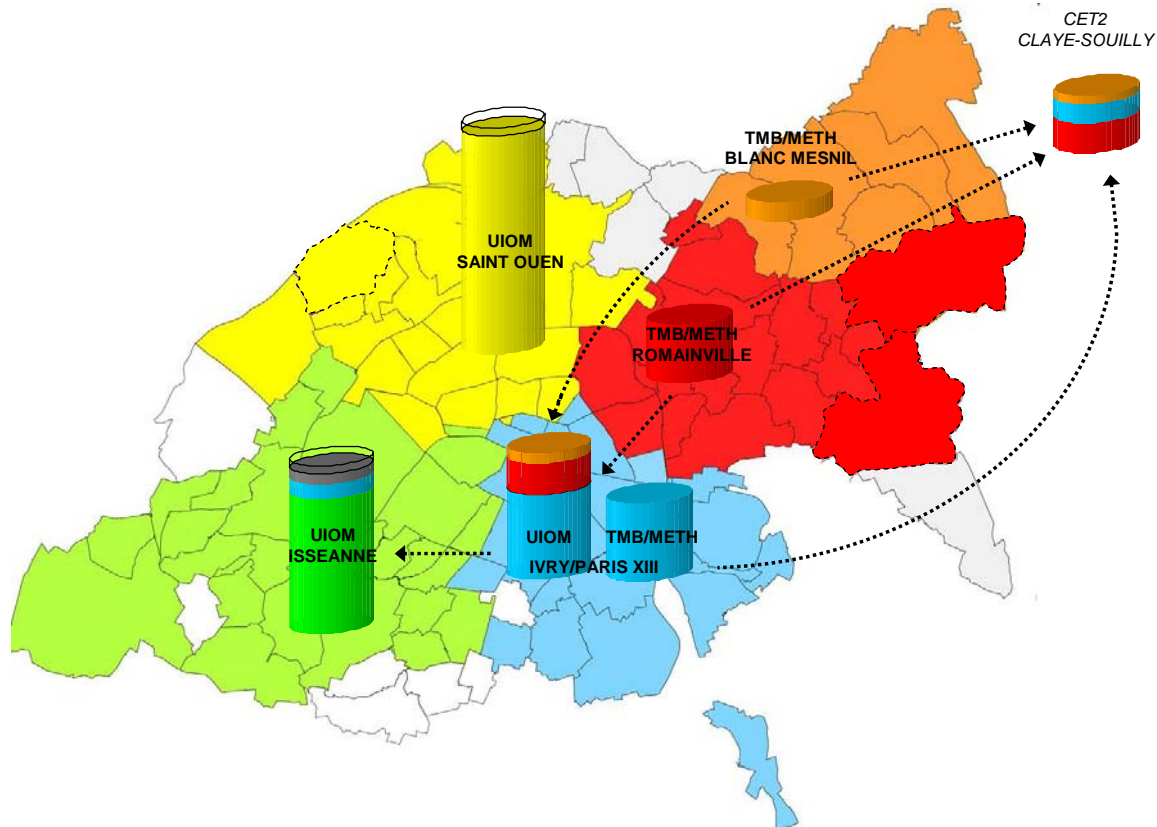 CET2
CLAYE-SOUILLY
TMB/METH
BLANC MESNIL
UIOM
SAINT OUEN
TMB/METH
ROMAINVILLE
UIOM
ISSEANNE
UIOM
TMB/METH
IVRY/PARIS XIII